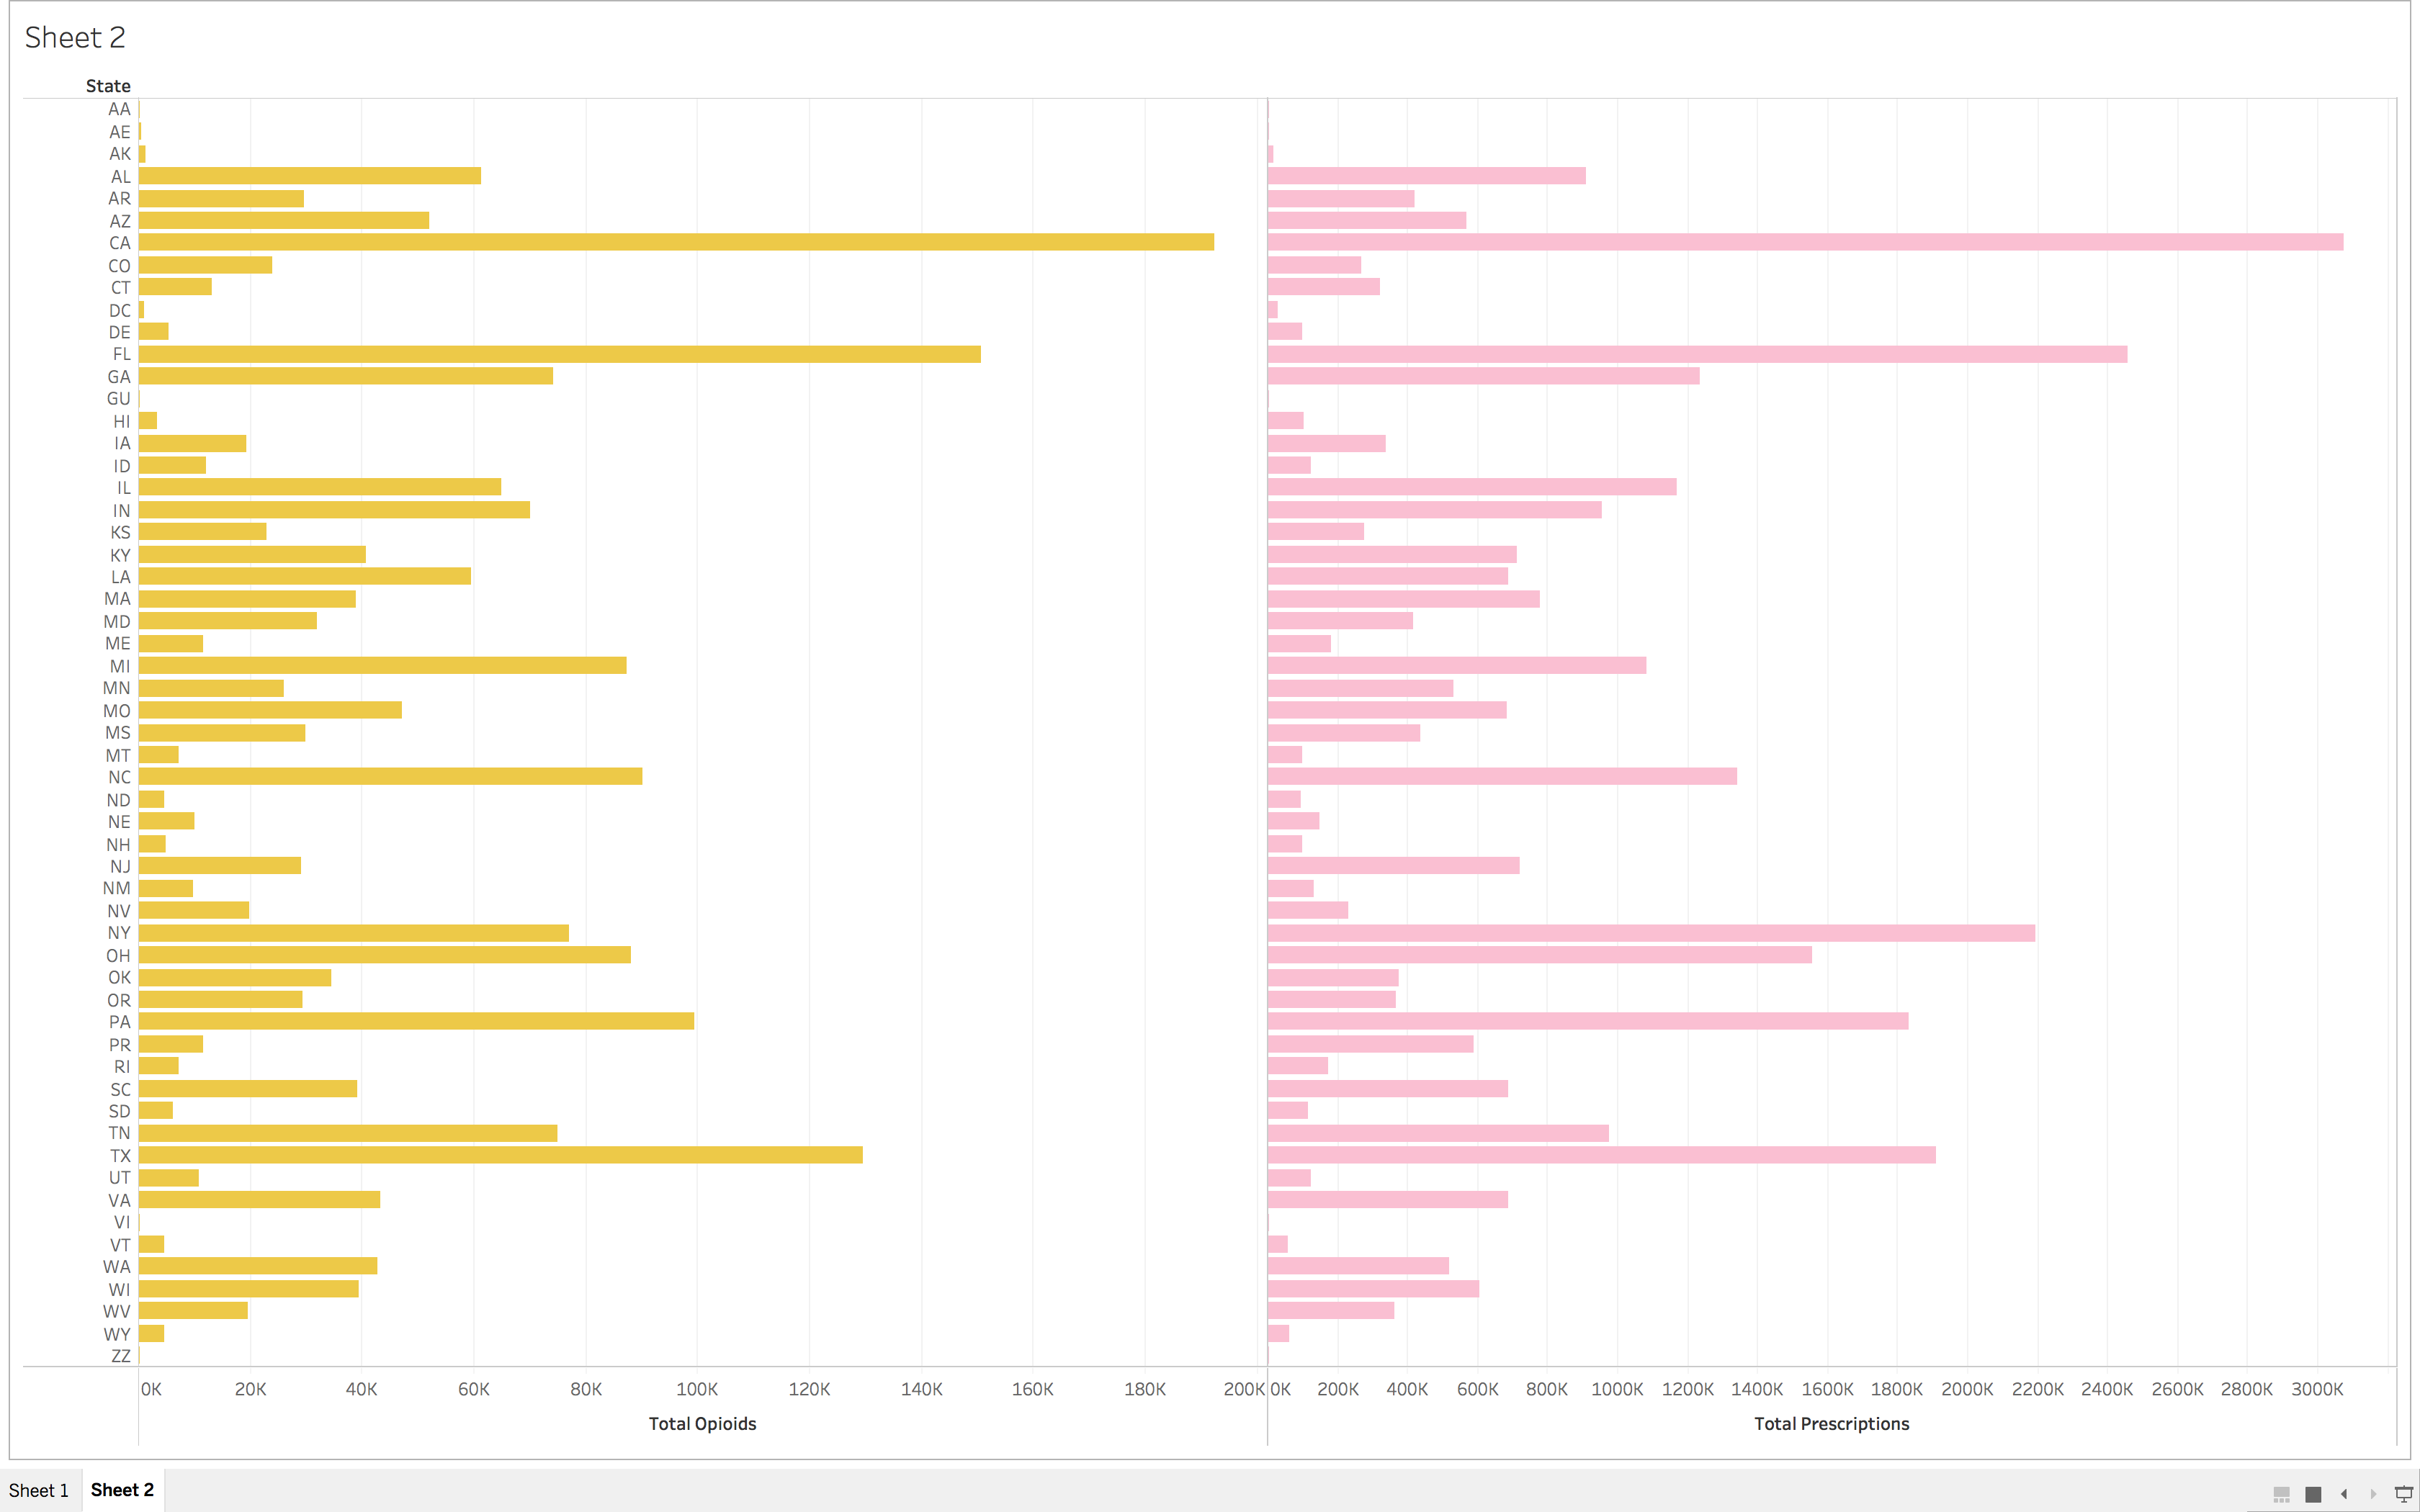 Sheet 2
State
AA
AE
AK
AL
AR
AZ
CA
CO
CT
DC
DE
FL
GA
GU
HI
IA
ID
IL
IN
KS
KY
LA
MA
MD
ME
MI
MN
MO
MS
MT
NC
ND
NE
NH
NJ
NM
NV
NY
OH
OK
OR
PA
PR
RI
SC
SD
TN
TX
UT
VA
VI
VT
WA
WI
WV
WY
ZZ
0K 20K 40K 60K 80K 100K 120K 140K 160K 180K 200K 0K 200K 400K 600K 800K 1000K 1200K 1400K 1600K 1800K 2000K 2200K 2400K 2600K 2800K 3000K
Total Opioids Total Prescriptions
Sheet 1 Sheet 2